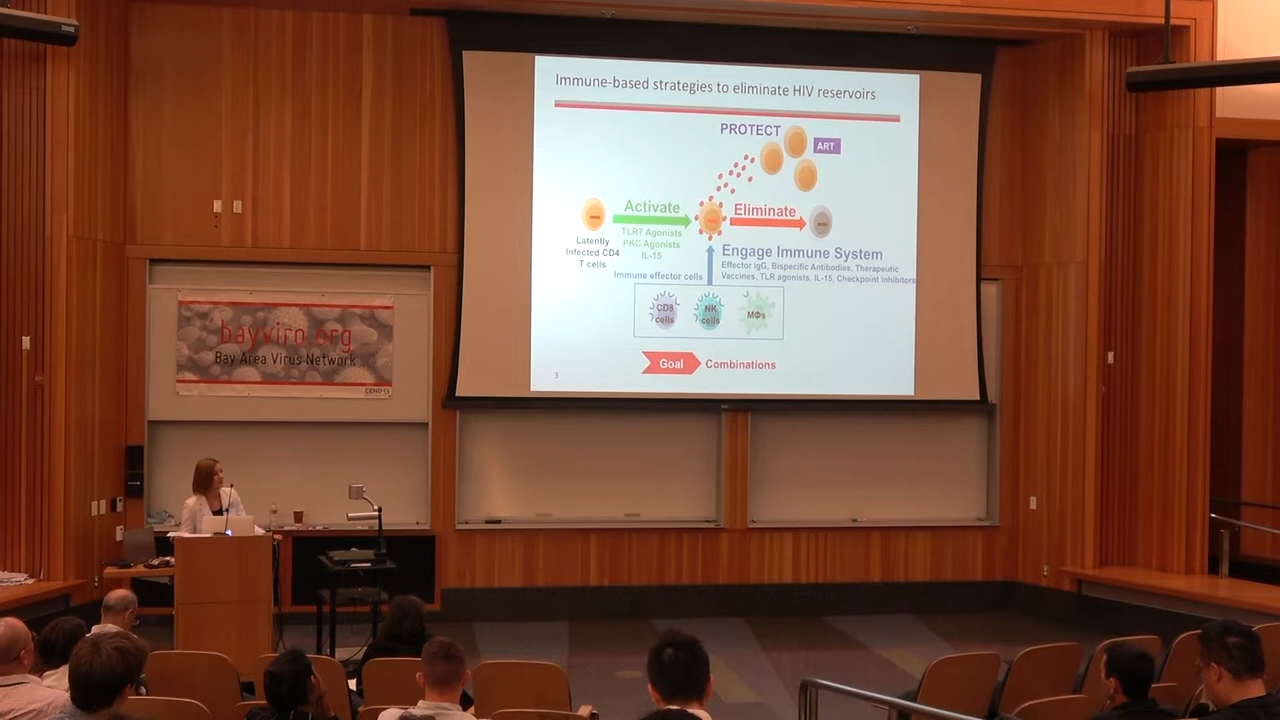 Immune-based strategies to eliminate HIV reservoirs
PROTECT
ART
Activate
Eliminate
TLR7 Agonists
PKC Agonists
IL-15
Latently
Infected CD4
T cells
Engage Immune System
Effector IgG, Bispecific Antibodies, Therapeutic
Vaccines, TLR agonists, IL-15, Checkpoint inhibitors
Immune effector cells
CD8
cells
NK
cells
MΦs
Goal
Combinations
3
bayviro.org
Bay Area Virus Network